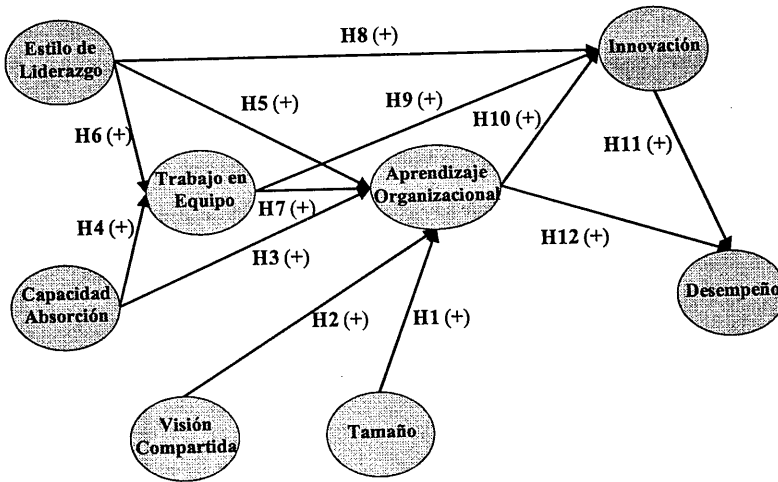 H8 (+)
Estilo de
Liderazgo
Innovación
H5 (+)
H9 (+)
H10 (+)
H6 (+)
H11 (+)
Trabajo en
Equipo
Aprendizaje
Organizacional
H7 (+)
H4 (+)
H3 (+)
H12 (+)
Capacidad
Absorción
Desempeño
H2 (+)
H1 (+)
Visión
Compartida
Tamaño